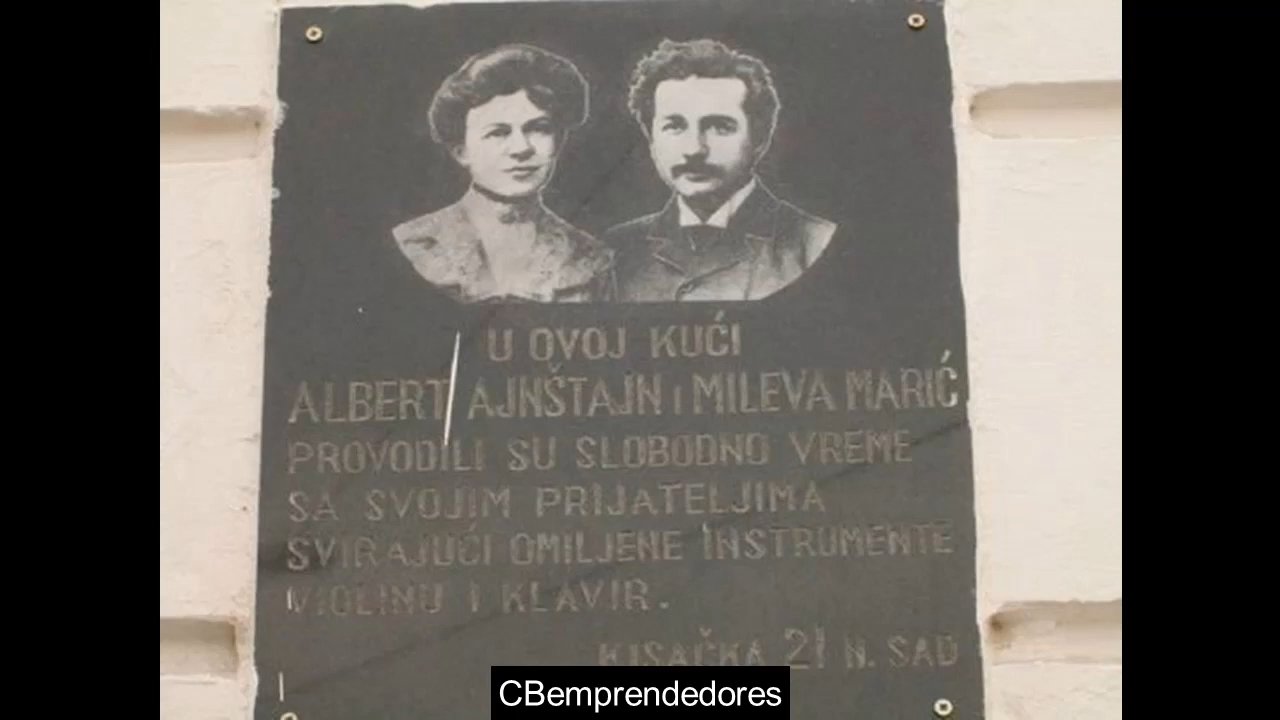 U OVOJ KUĆI
ALBERT AJNŠTAJN I MILEVA MARIĆ
PROVODILI SU SLOBODNO VREME
SA SVOJIM PRIJATELJIMA
SVIRAJUĆI OMILJENE INSTRUMENTE
VIOLINU I KLAVIR.
KISAČKA 21 N. SAD
CBemprendedores